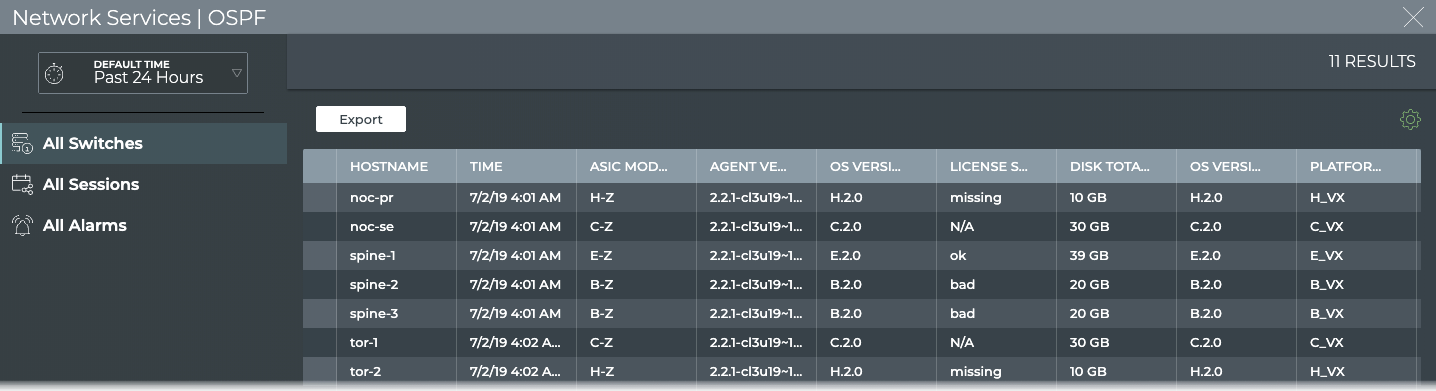 Network Services | OSPF
DEFAULT TIME
Past 24 Hours
11 RESULTS
All Switches
All Sessions
All Alarms
Export
HOSTNAME TIME ASIC MOD... AGENT VE... OS VERSI... LICENSE S... DISK TOTA... OS VERSI... PLATFOR...
noc-pr 7/2/19 4:01 AM H-Z 2.2.1-cl3u19~1... H.2.0 missing 10 GB H.2.0 H_VX
noc-se 7/2/19 4:01 AM C-Z 2.2.1-cl3u19~1... C.2.0 N/A 30 GB C.2.0 C_VX
spine-1 7/2/19 4:01 AM E-Z 2.2.1-cl3u19~1... E.2.0 ok 39 GB E.2.0 E_VX
spine-2 7/2/19 4:01 AM B-Z 2.2.1-cl3u19~1... B.2.0 bad 20 GB B.2.0 B_VX
spine-3 7/2/19 4:01 AM B-Z 2.2.1-cl3u19~1... B.2.0 bad 20 GB B.2.0 B_VX
tor-1 7/2/19 4:02 A... C-Z 2.2.1-cl3u19~1... C.2.0 N/A 30 GB C.2.0 C_VX
tor-2 7/2/19 4:02 A... H-Z 2.2.1-cl3u19~1... H.2.0 missing 10 GB H.2.0 H_VX